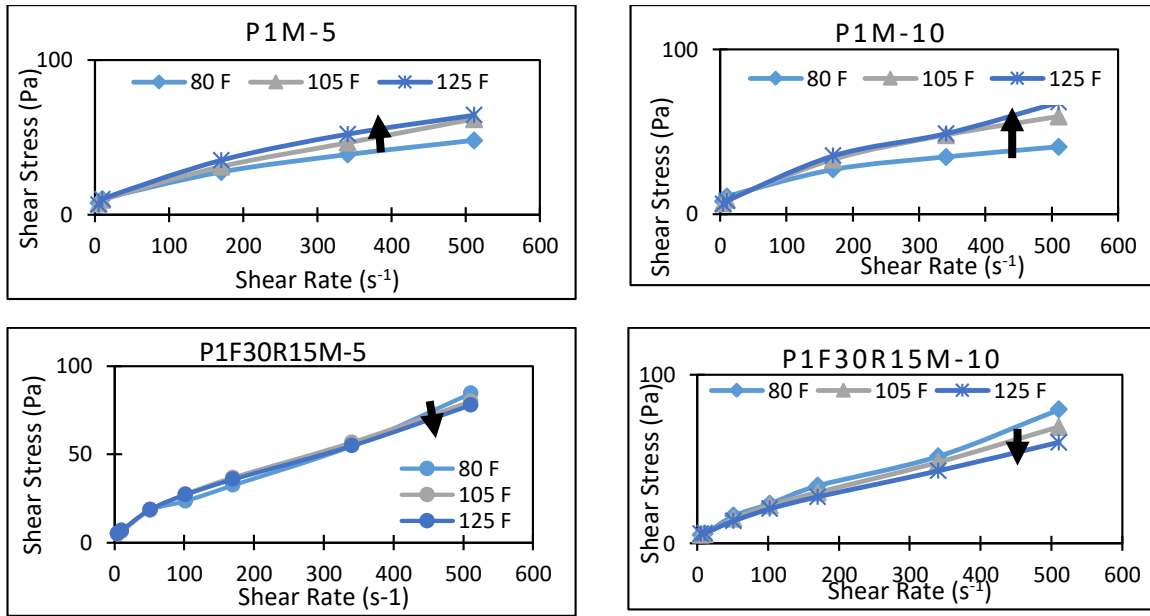 P1M-5
100
80 F 105 F 125 F
Shear Stress (Pa)
0
0 100 200 300 400 500 600
Shear Rate (s-1)
P1M-10
100
80 F 105 F 125 F
Shear Stress (Pa)
0
0 100 200 300 400 500 600
Shear Rate (s-1)
P1F30R15M-5
100
Shear Stress (Pa)
50
80 F
105 F
125 F
0
0 100 200 300 400 500 600
Shear Rate (s-1)
P1F30R15M-10
100
80 F 105 F 125 F
Shear Stress (Pa)
0
0 100 200 300 400 500 600
Shear Rate (s-1)